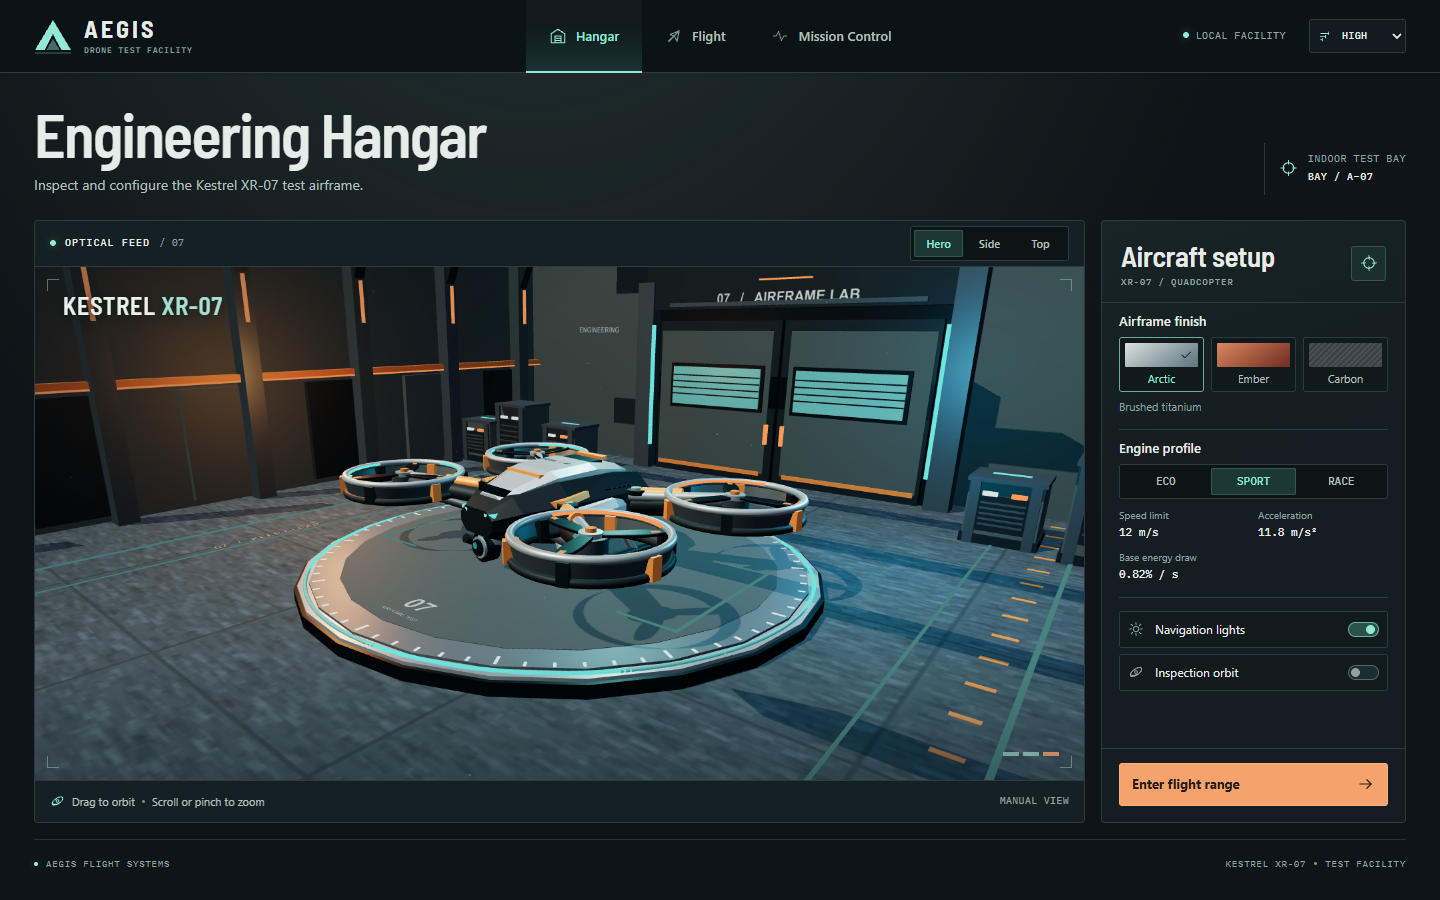 AEGIS
DRONE TEST FACILITY
Hangar
Flight
Mission Control
LOCAL FACILITY
HIGH
Engineering Hangar
Inspect and configure the Kestrel XR-07 test airframe.
INDOOR TEST BAY
BAY / A-07
OPTICAL FEED / 07
Hero
Side
Top
KESTREL XR-07
07 / AIRFRAME LAB
ENGINEERING
07
Drag to orbit • Scroll or pinch to zoom
MANUAL VIEW
Aircraft setup
XR-07 / QUADCOPTER
Airframe finish
Arctic
Ember
Carbon
Brushed titanium
Engine profile
ECO
SPORT
RACE
Speed limit
12 m/s
Acceleration
11.8 m/s²
Base energy draw
0.82% / s
Navigation lights
Inspection orbit
Enter flight range
AEGIS FLIGHT SYSTEMS
KESTREL XR-07 • TEST FACILITY